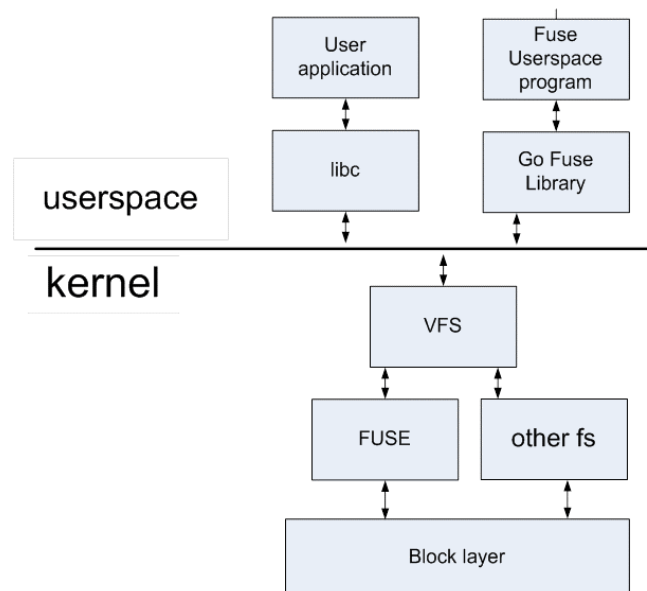 User
application
Fuse
Userspace
program
libc
Go Fuse
Library
userspace
kernel
VFS
FUSE
other fs
Block layer